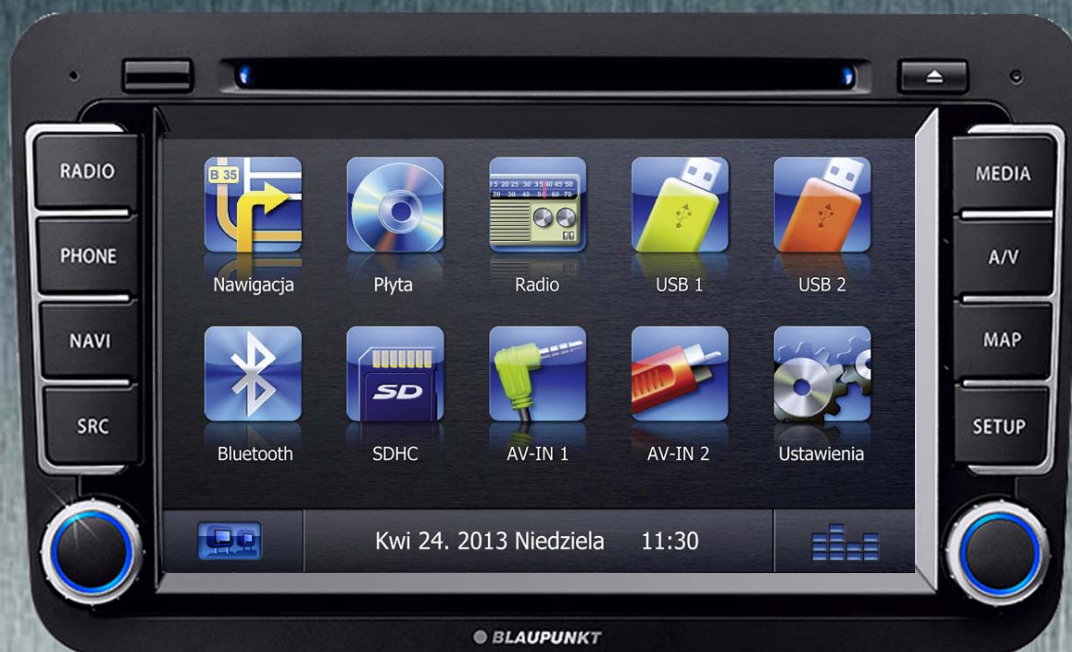 RADIO
PHONE
NAVI
SRC
B 35
Nawigacja
Płyta
Radio
USB 1
USB 2
SD
Bluetooth
SDHC
AV-IN 1
AV-IN 2
Ustawienia
Kwi 24. 2013 Niedziela 11:30
MEDIA
A/V
MAP
SETUP
BLAUPUNKT